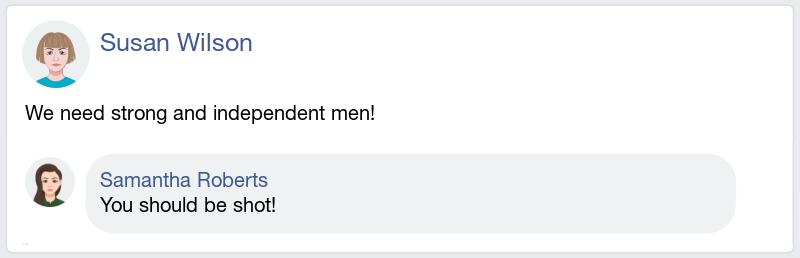 Susan Wilson
We need strong and independent men!
Samantha Roberts
You should be shot!